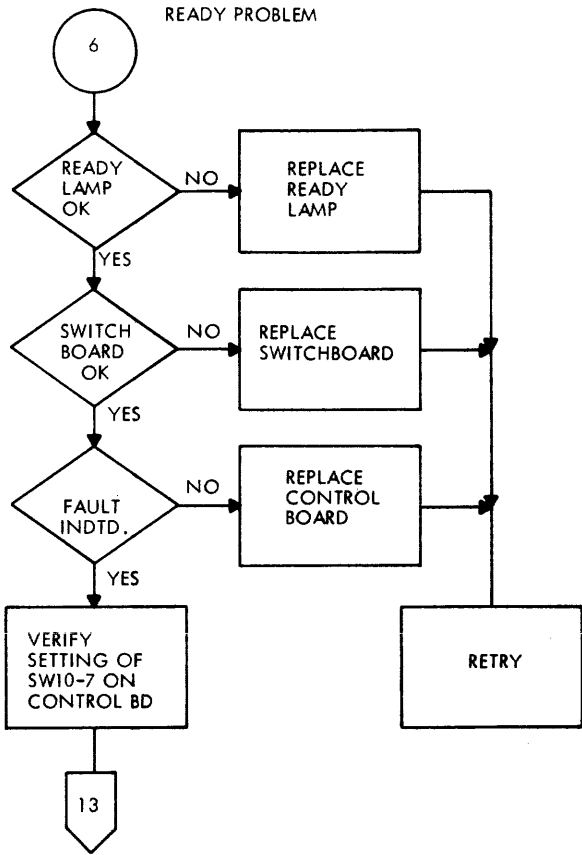 READY PROBLEM
6
READY
LAMP
OK
NO
REPLACE
READY
LAMP
YES
SWITCH
BOARD
OK
NO
REPLACE
SWITCHBOARD
YES
FAULT
INDTD.
NO
REPLACE
CONTROL
BOARD
YES
VERIFY
SETTING OF
SW10-7 ON
CONTROL BD
RETRY
13